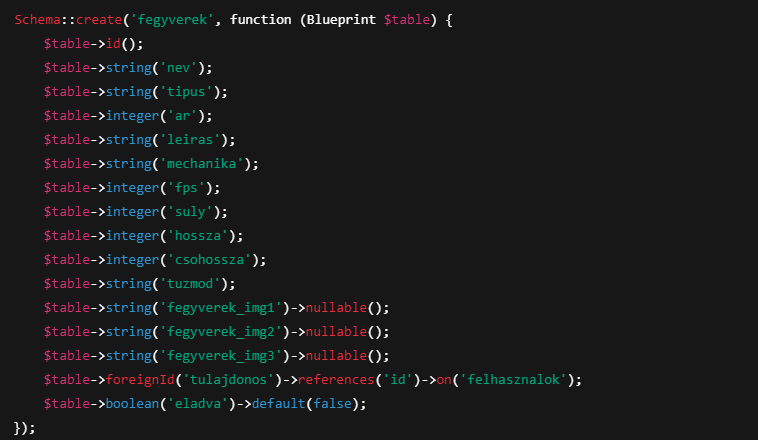 Schema::create('fegyverek', function (Blueprint $table) {
    $table->id();
    $table->string('nev');
    $table->string('tipus');
    $table->integer('ar');
    $table->string('leiras');
    $table->string('mechanika');
    $table->integer('fps');
    $table->integer('suly');
    $table->integer('hossza');
    $table->integer('csohossza');
    $table->string('tuzmod');
    $table->string('fegyverek_img1')->nullable();
    $table->string('fegyverek_img2')->nullable();
    $table->string('fegyverek_img3')->nullable();
    $table->foreignId('tulajdonos')->references('id')->on('felhasznalok');
    $table->boolean('eladva')->default(false);
});